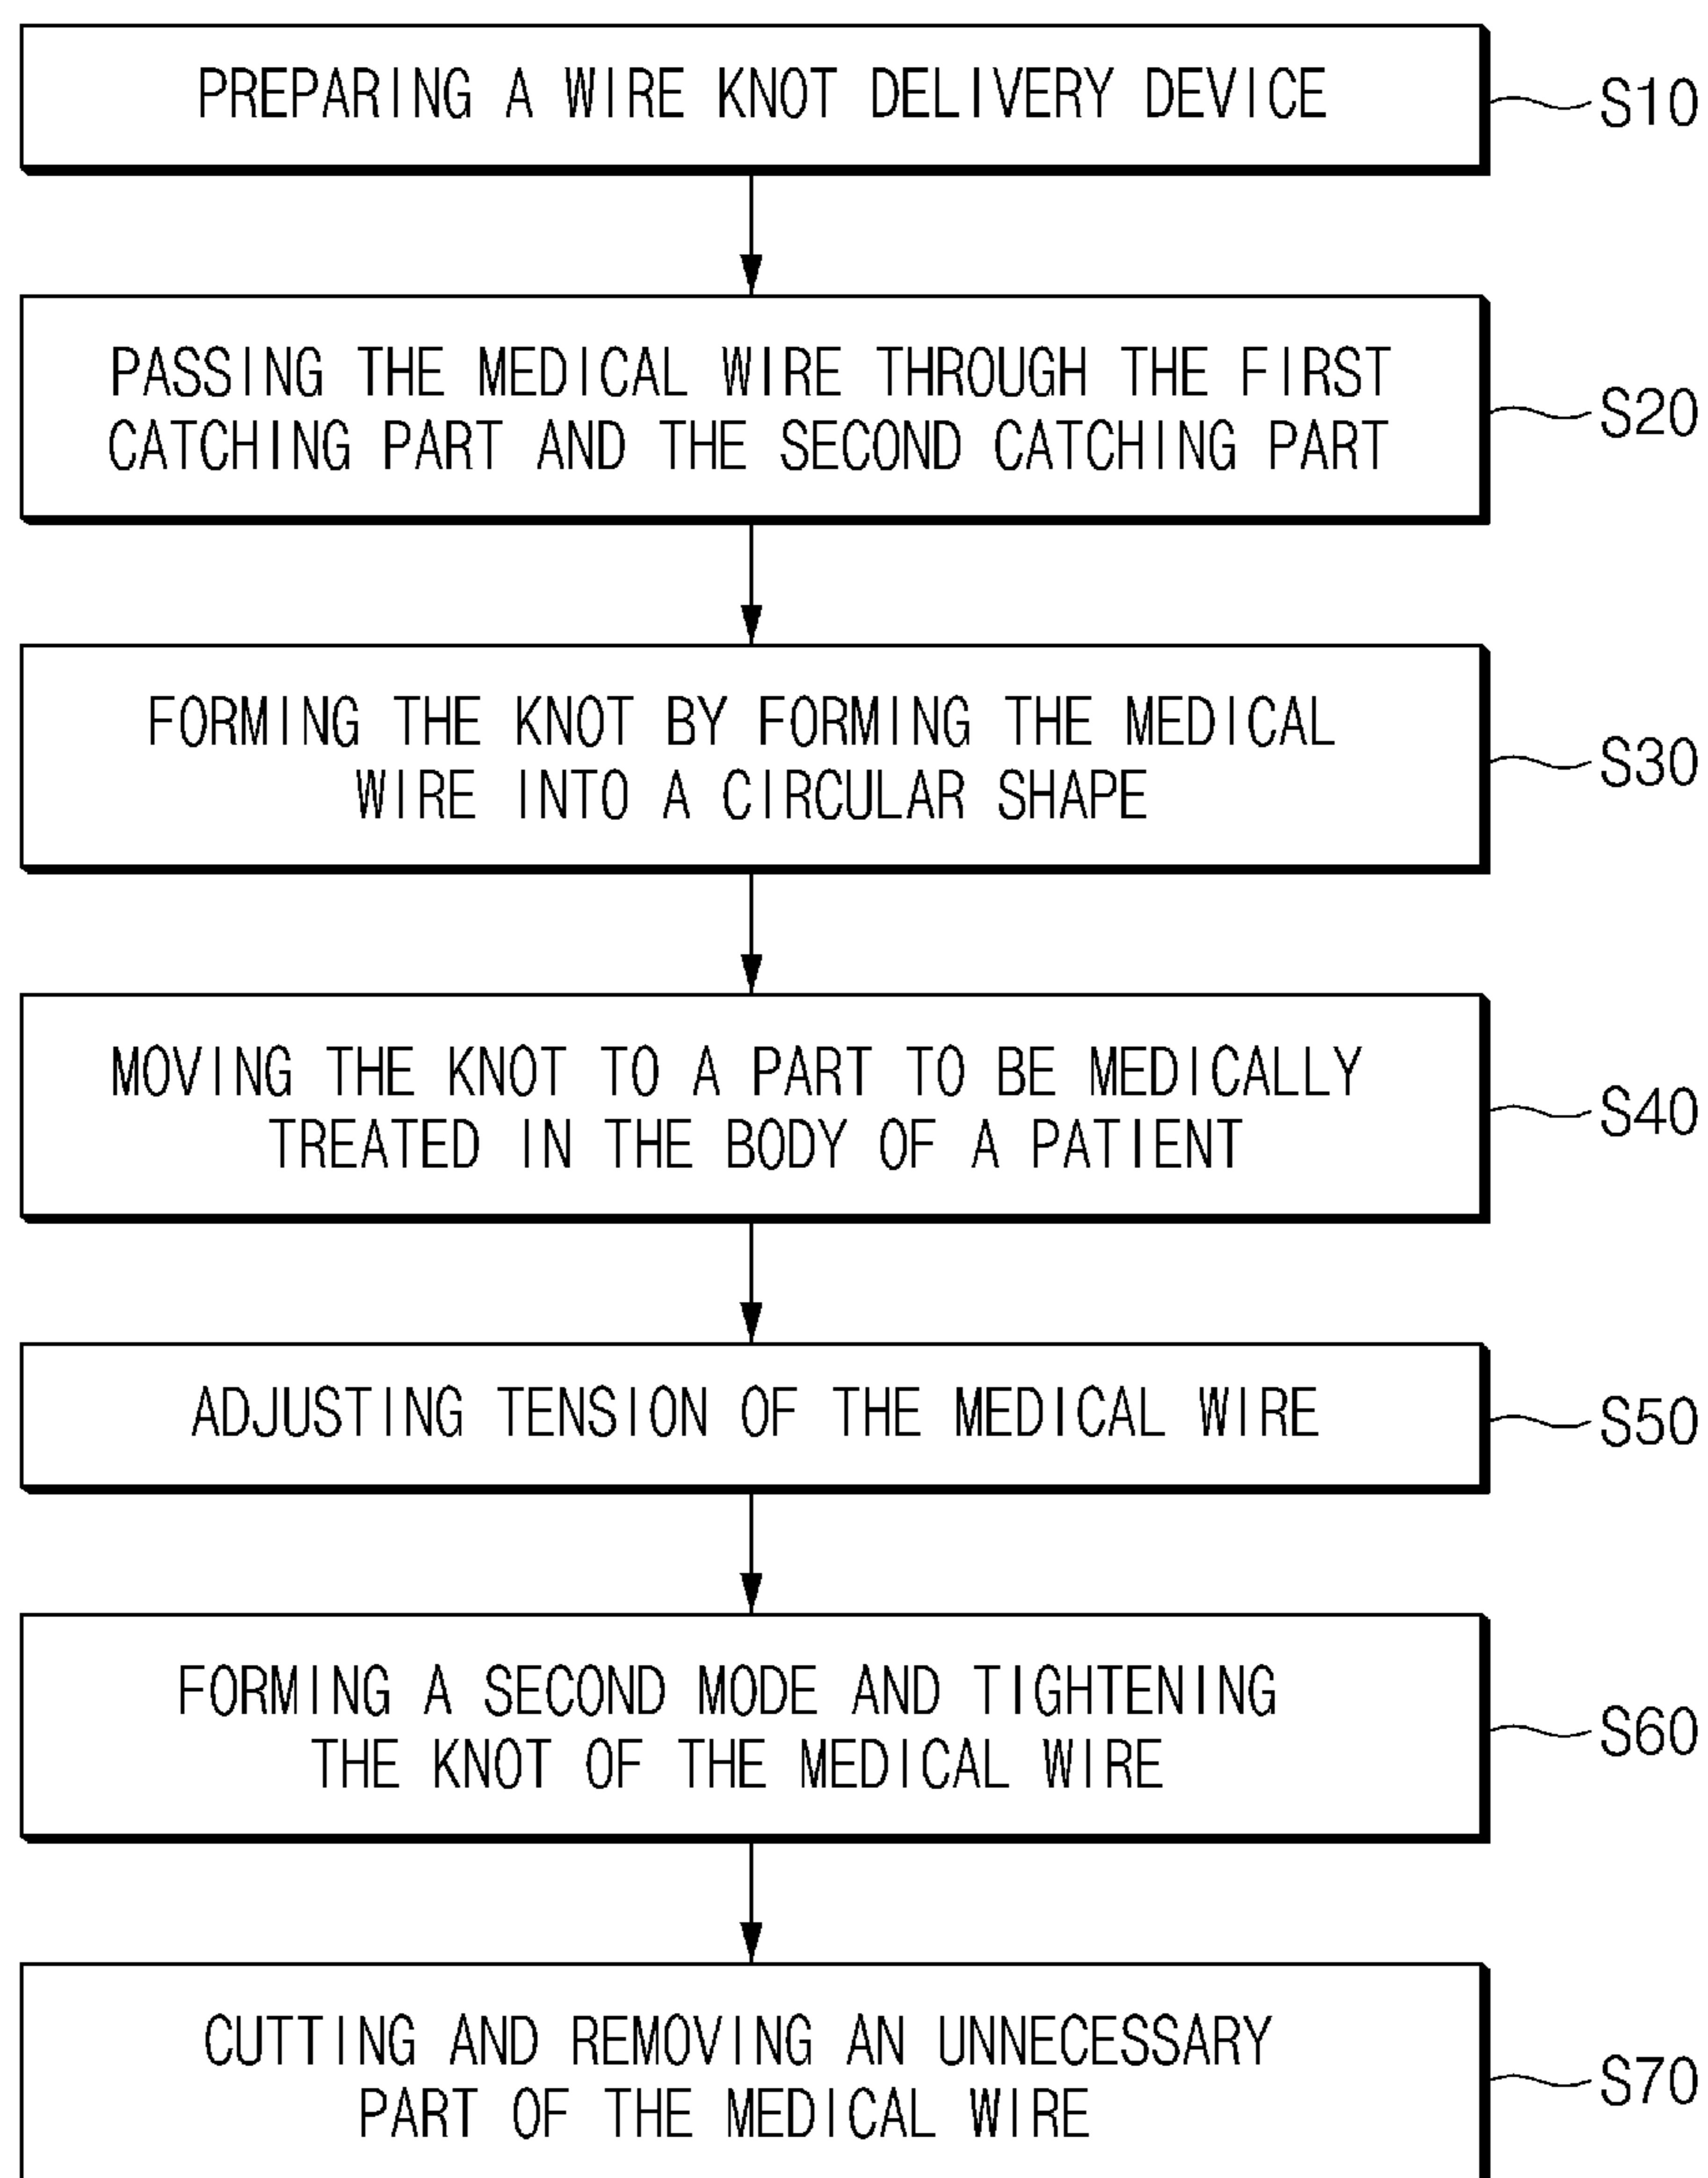 PREPARING A WIRE KNOT DELIVERY DEVICE
S10
PASSING THE MEDICAL WIRE THROUGH THE FIRST
CATCHING PART AND THE SECOND CATCHING PART
S20
FORMING THE KNOT BY FORMING THE MEDICAL
WIRE INTO A CIRCULAR SHAPE
S30
MOVING THE KNOT TO A PART TO BE MEDICALLY
TREATED IN THE BODY OF A PATIENT
S40
ADJUSTING TENSION OF THE MEDICAL WIRE
S50
FORMING A SECOND MODE AND TIGHTENING
THE KNOT OF THE MEDICAL WIRE
S60
CUTTING AND REMOVING AN UNNECESSARY
PART OF THE MEDICAL WIRE
S70